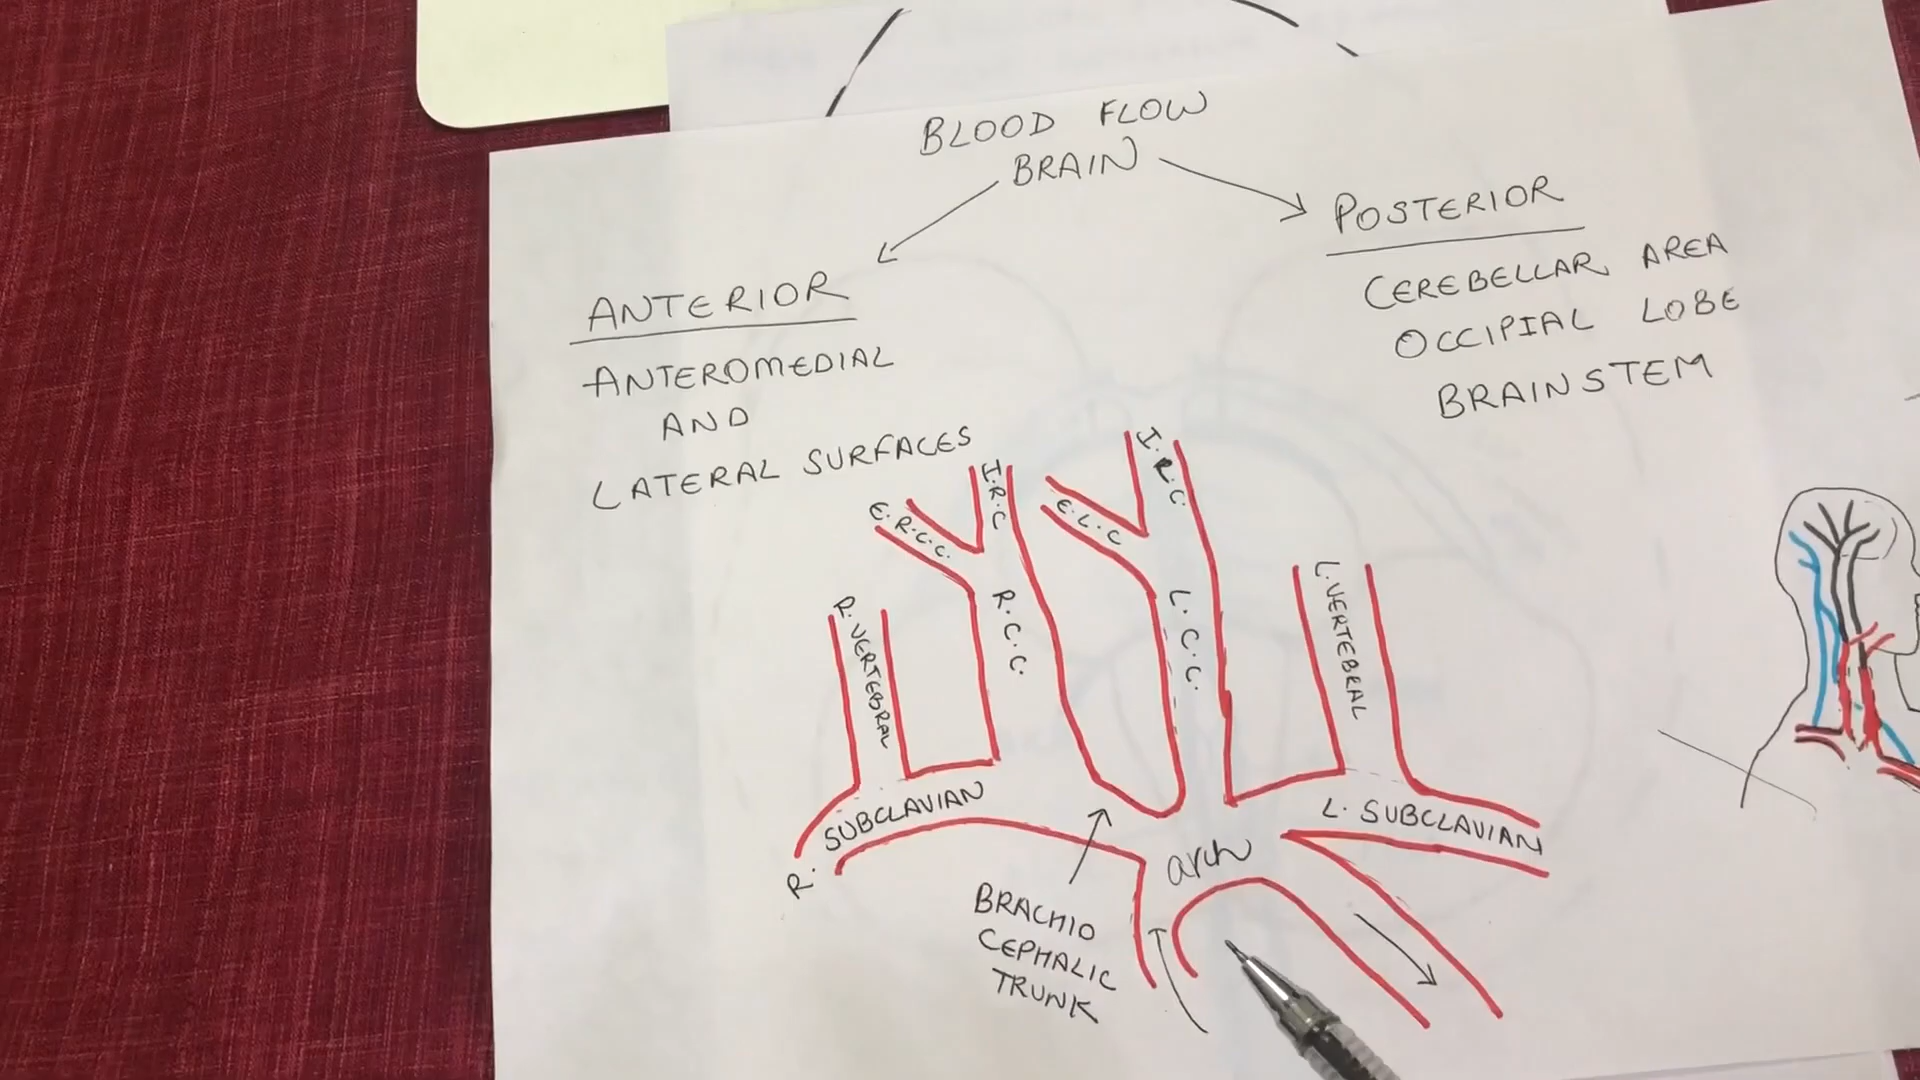 BLOOD FLOW
BRAIN
ANTERIOR
ANTEROMEDIAL
AND
LATERAL SURFACES
POSTERIOR
CEREBELLAR AREA
OCCIPIAL LOBE
BRAINSTEM
E.R.C.C.
I.R.C
E.L.C
I.R.C.
R. VERTEBRAL
R.C.C.
L.C.C.
L.VERTEBRAL
R. SUBCLAVIAN
L. SUBCLAVIAN
arch
BRACHIO
CEPHALIC
TRUNK